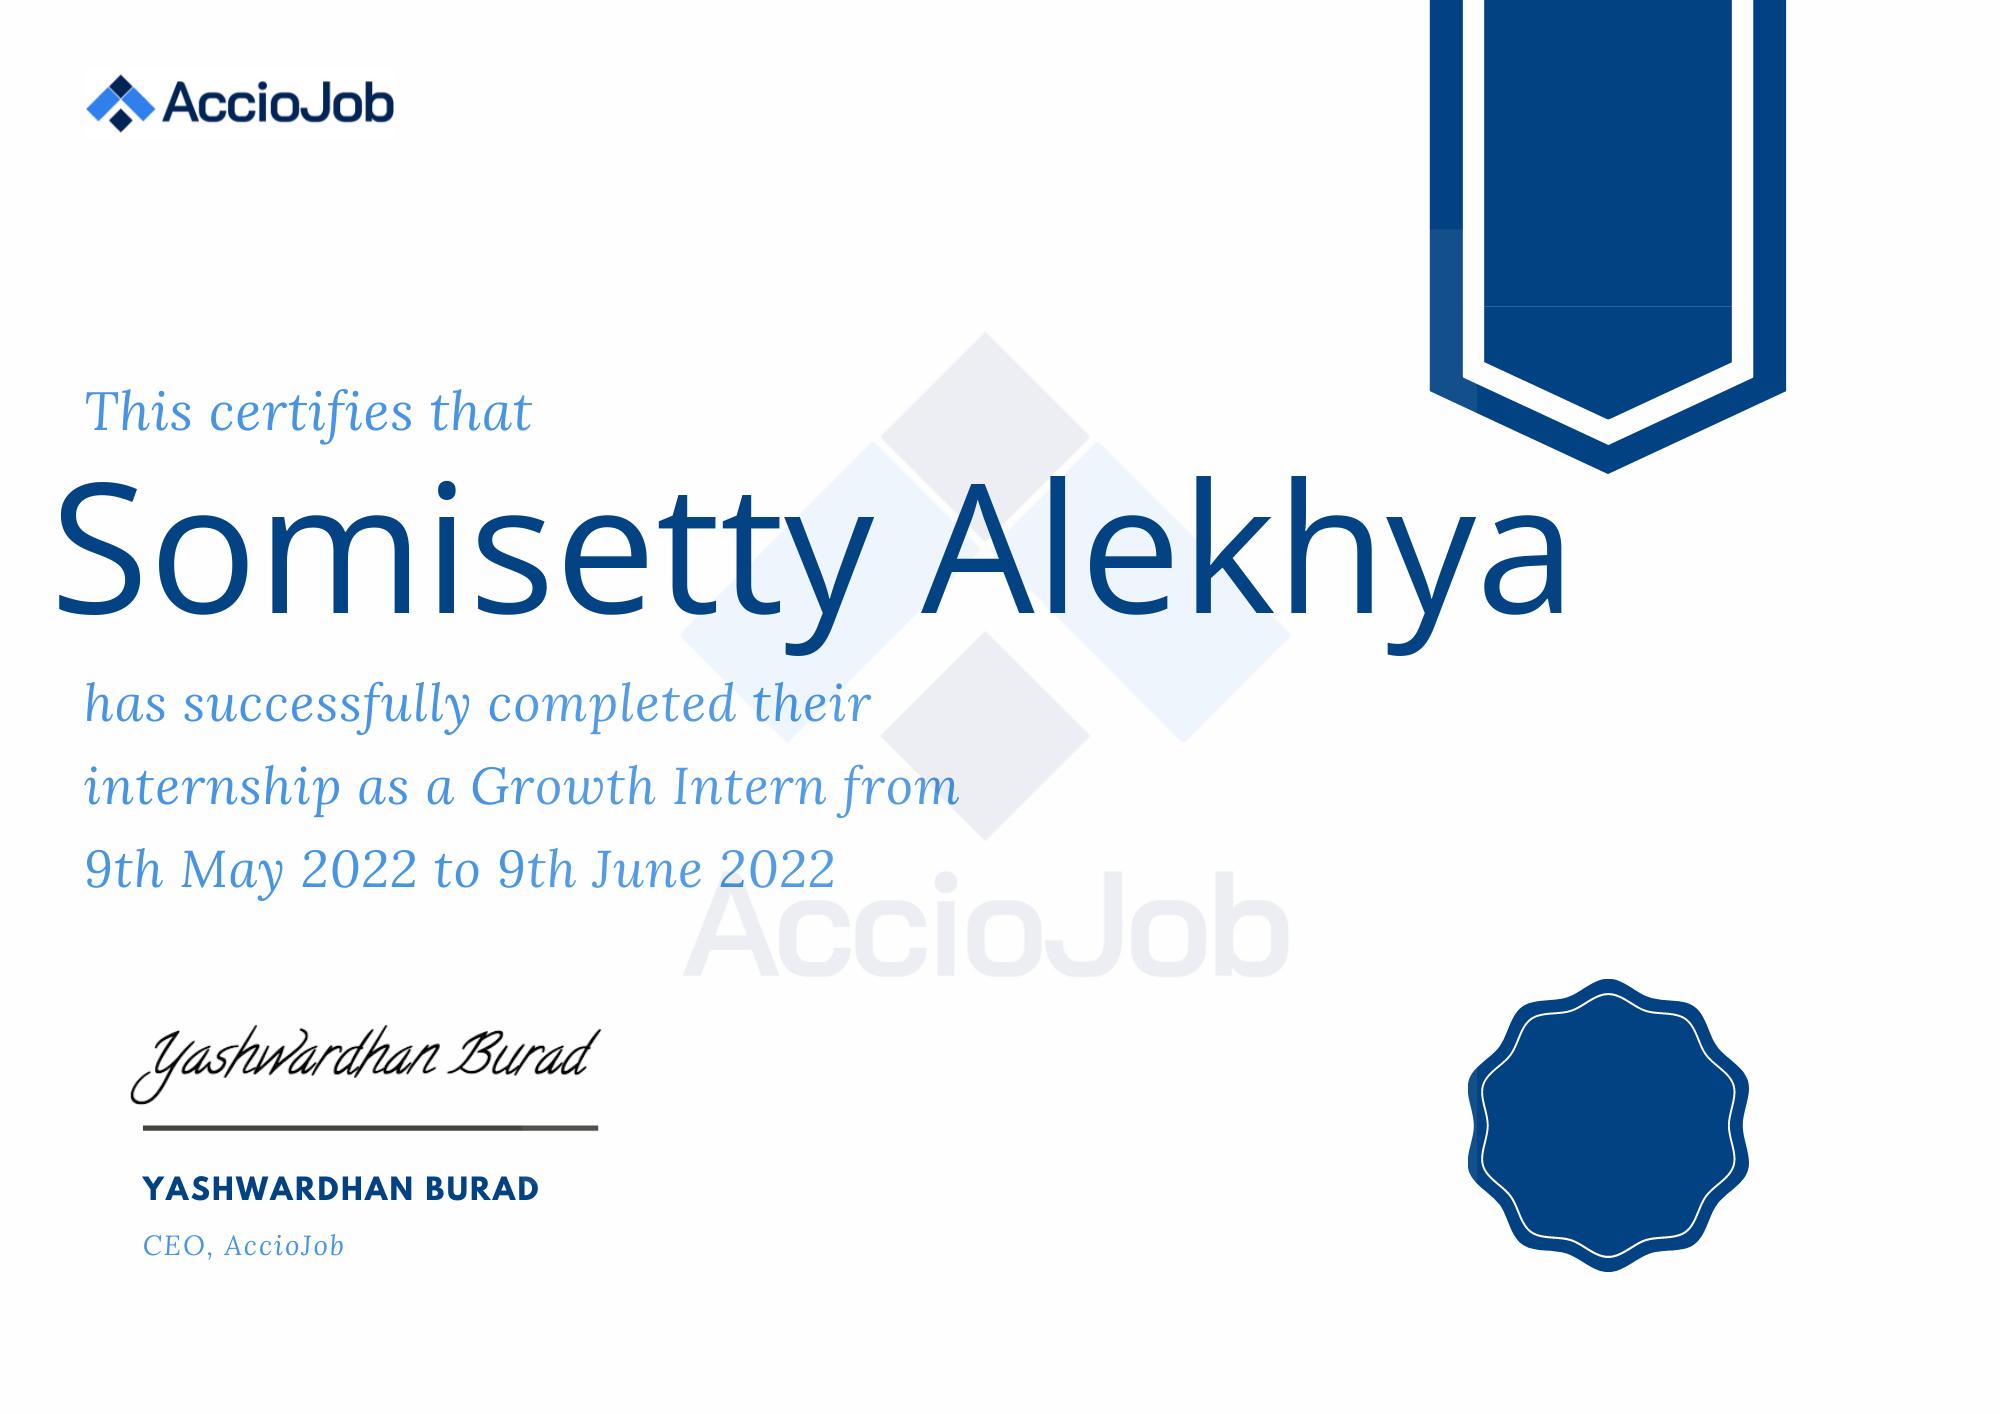 AccioJob
This certifies that
Somisetty Alekhya
has successfully completed their
internship as a Growth Intern from
9th May 2022 to 9th June 2022
AccioJob
Yashwardhan Burad
YASHWARDHAN BURAD
CEO, AccioJob